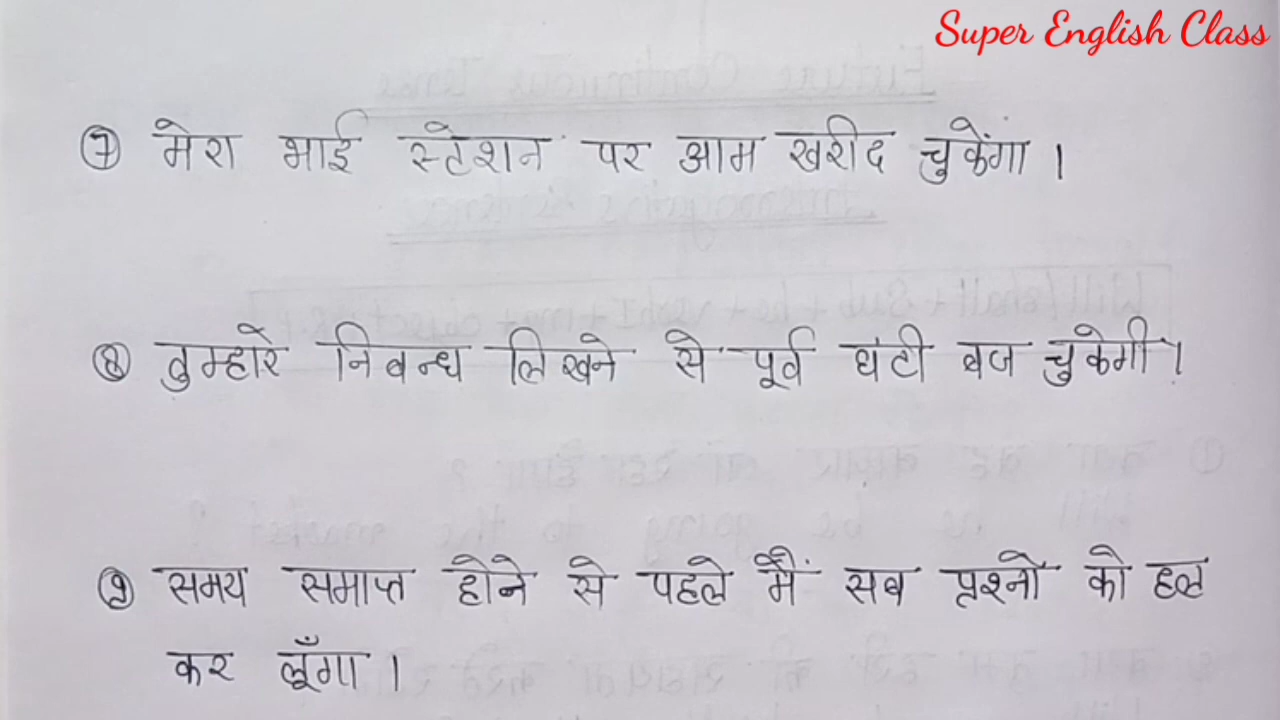 Super English Class
⑦ मेरा भाई स्टेशन पर आम खरीद चुकेंगा ।
⑧ तुम्हारे निबन्ध लिखने से पूर्व घंटी बज चुकेगी ।
⑨ समय समाप्त होने से पहले मैं सब प्रश्नों को हल
कर लूँगा ।